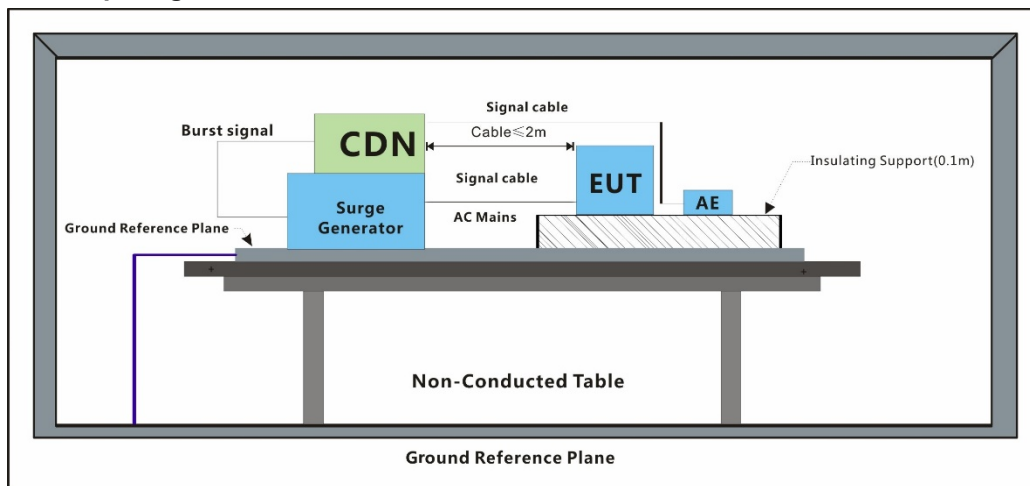 Signal cable
Burst signal
CDN
Cable≤2m
Insulating Support(0.1m)
EUT
Signal cable
AE
Surge
Generator
AC Mains
Ground Reference Plane
Non-Conducted Table
Ground Reference Plane